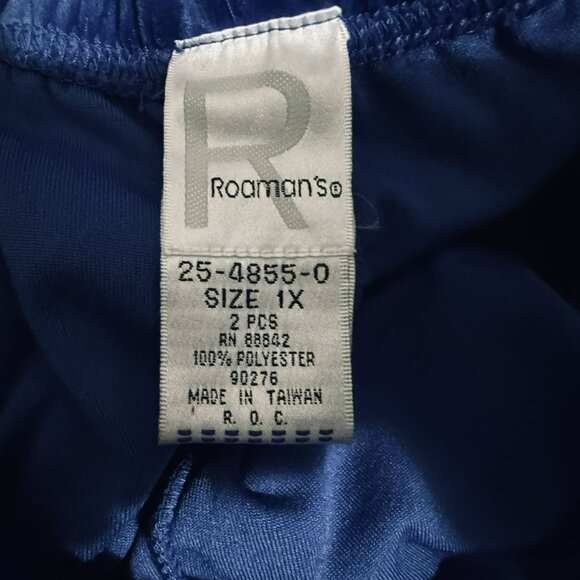 R
Roaman's®
25-4855-0
SIZE 1X
2 PCS
RN 88842
100% POLYESTER
90276
MADE IN TAIWAN
R. O. C.